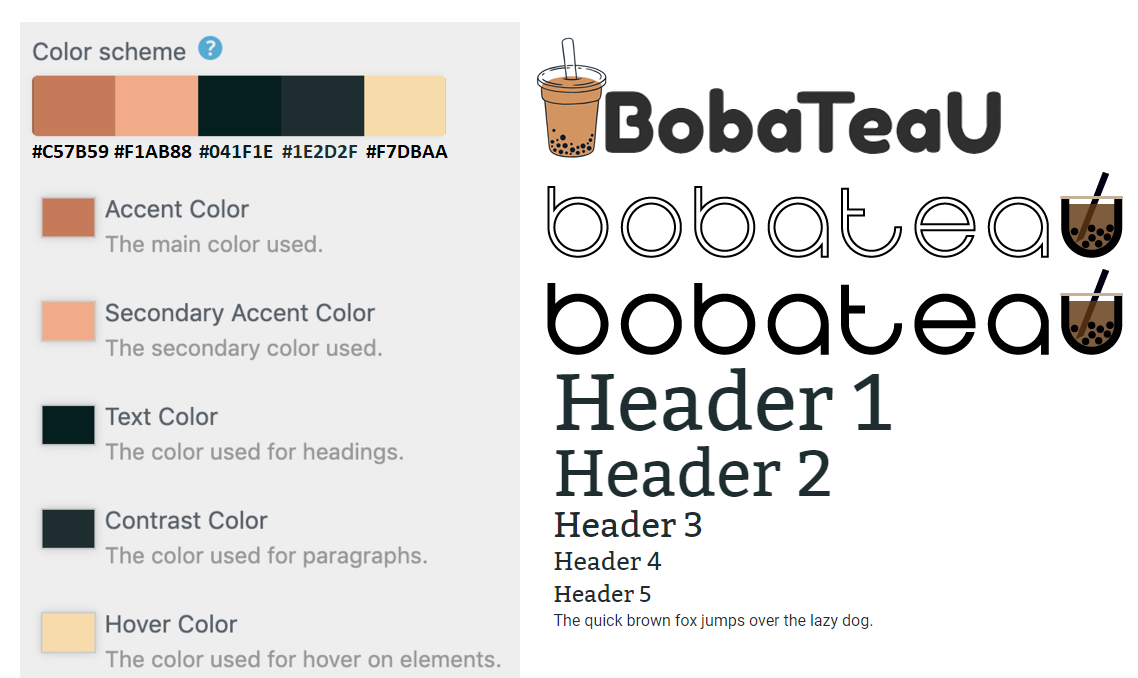 Color scheme ?
#C57B59 #F1AB88 #041F1E #1E2D2F #F7DBAA
Accent Color
The main color used.
Secondary Accent Color
The secondary color used.
Text Color
The color used for headings.
Contrast Color
The color used for paragraphs.
Hover Color
The color used for hover on elements.
BobaTeaU
bobateau
bobateau
Header 1
Header 2
Header 3
Header 4
Header 5
The quick brown fox jumps over the lazy dog.